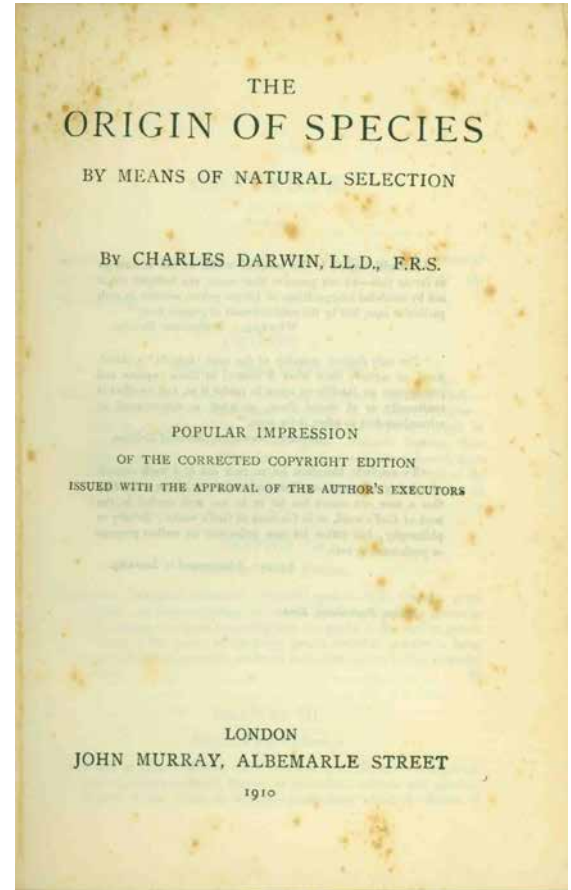 THE
ORIGIN OF SPECIES
BY MEANS OF NATURAL SELECTION
BY CHARLES DARWIN, LL D., F.R.S.
POPULAR IMPRESSION
OF THE CORRECTED COPYRIGHT EDITION
ISSUED WITH THE APPROVAL OF THE AUTHOR'S EXECUTORS
LONDON
JOHN MURRAY, ALBEMARLE STREET
1910